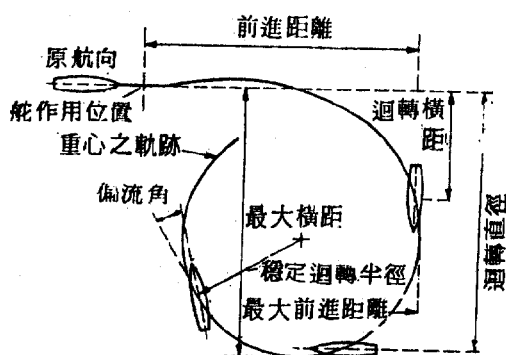 前進距離
原航向
舵作用位置
迴轉橫距
重心之軌跡
偏流角
最大橫距
穩定迴轉半徑
最大前進距離
迴轉直徑